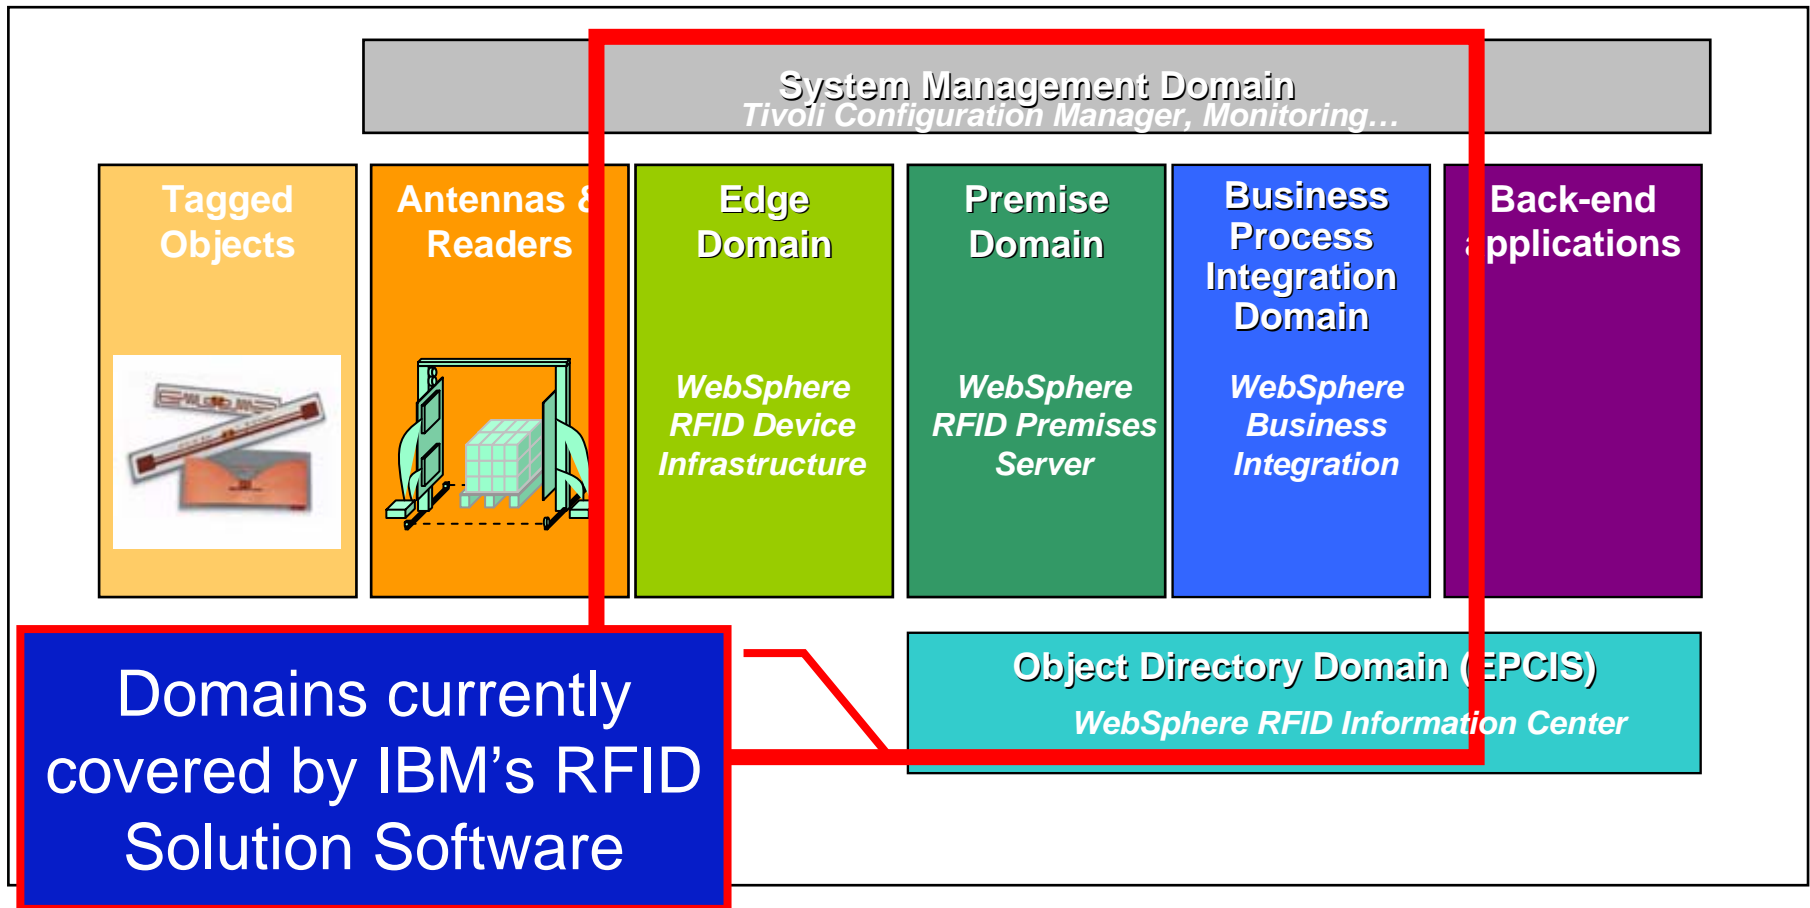 System Management Domain
Tivoli Configuration Manager, Monitoring…
Tagged
Objects
Antennas &
Readers
Edge
Domain
WebSphere
RFID Device
Infrastructure
Premise
Domain
WebSphere
RFID Premises
Server
Business
Process
Integration
Domain
WebSphere
Business
Integration
Back-end
applications
Object Directory Domain (EPCIS)
WebSphere RFID Information Center
Domains currently
covered by IBM’s RFID
Solution Software